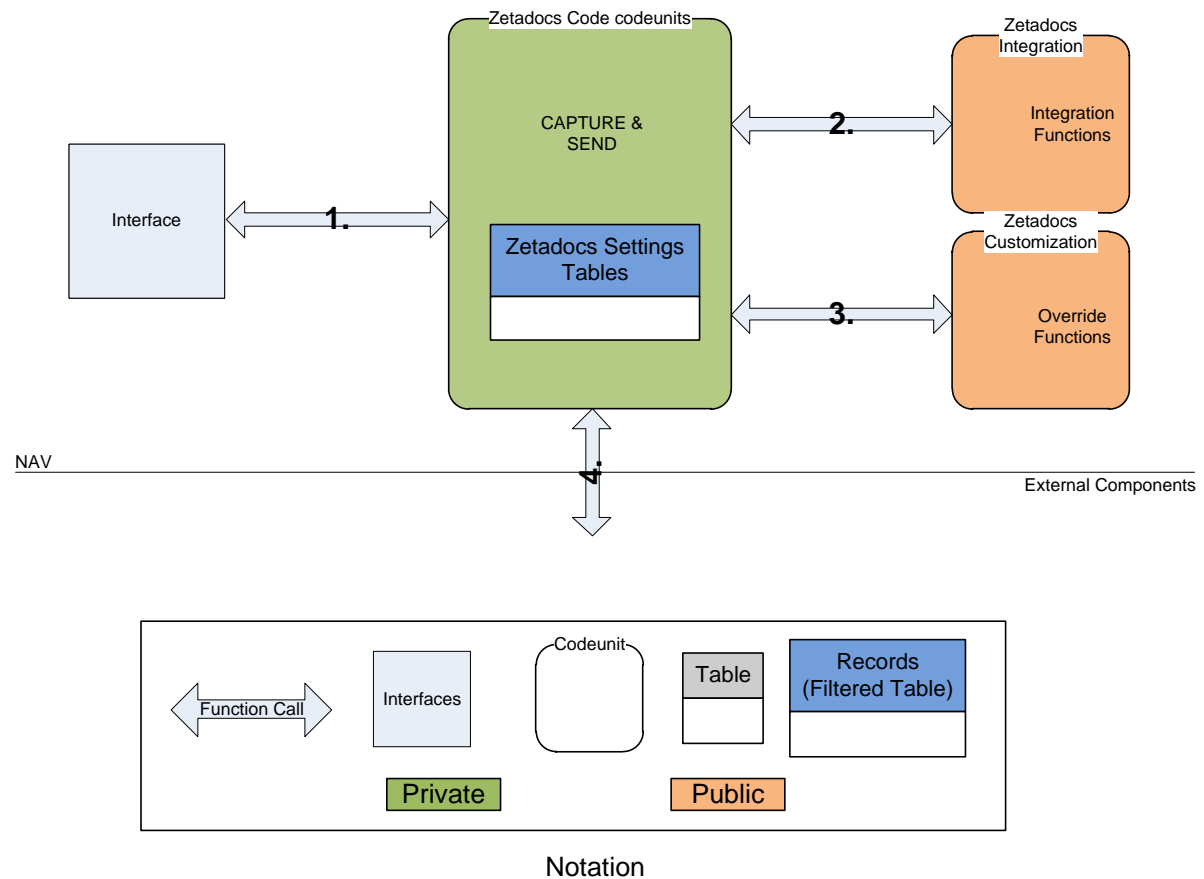 Zetadocs Code codeunits
Zetadocs
Integration
CAPTURE &
SEND
2.
Integration
Functions
Interface
1.
Zetadocs Settings
Tables
Zetadocs
Customization
3.
Override
Functions
4.
NAV
External Components
Codeunit
Function Call
Interfaces
Table
Records
(Filtered Table)
Private
Public
Notation